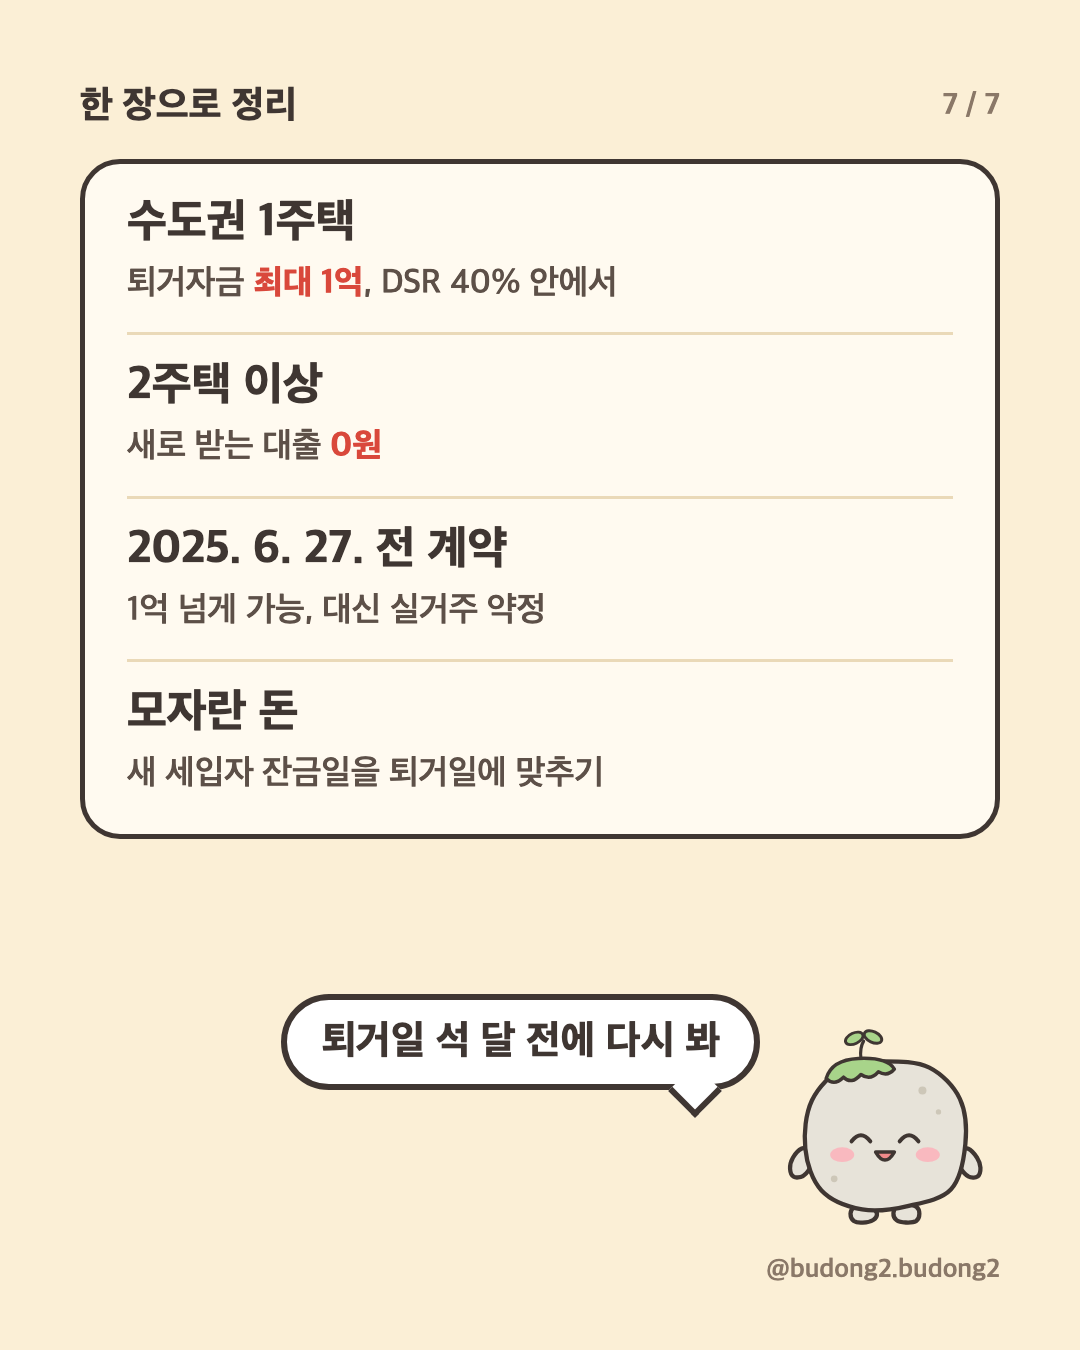 한 장으로 정리
7 / 7
수도권 1주택
퇴거자금 최대 1억, DSR 40% 안에서
2주택 이상
새로 받는 대출 0원
2025. 6. 27. 전 계약
1억 넘게 가능, 대신 실거주 약정
모자란 돈
새 세입자 잔금일을 퇴거일에 맞추기
퇴거일 석 달 전에 다시 봐
@budong2.budong2